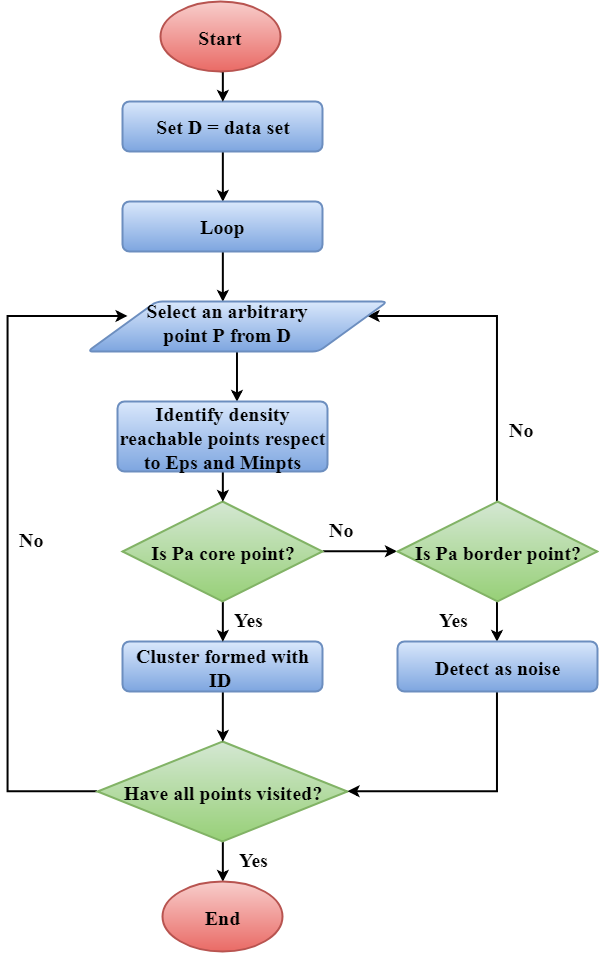 Start
Set D = data set
Loop
Select an arbitrary
point P from D
Identify density
reachable points respect
to Eps and Minpts
No
No
No
Is Pa core point?
Is Pa border point?
Yes
Yes
Cluster formed with
ID
Detect as noise
Have all points visited?
Yes
End